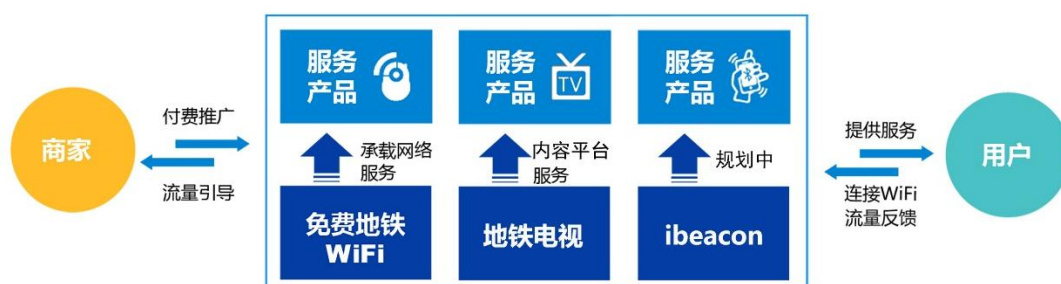 服务
产品
服务
产品
TV
服务
产品
商家
付费推广
流量引导
承载网络
服务
内容平台
服务
规划中
提供服务
连接WiFi
流量反馈
用户
免费地铁
WiFi
地铁电视
ibeacon